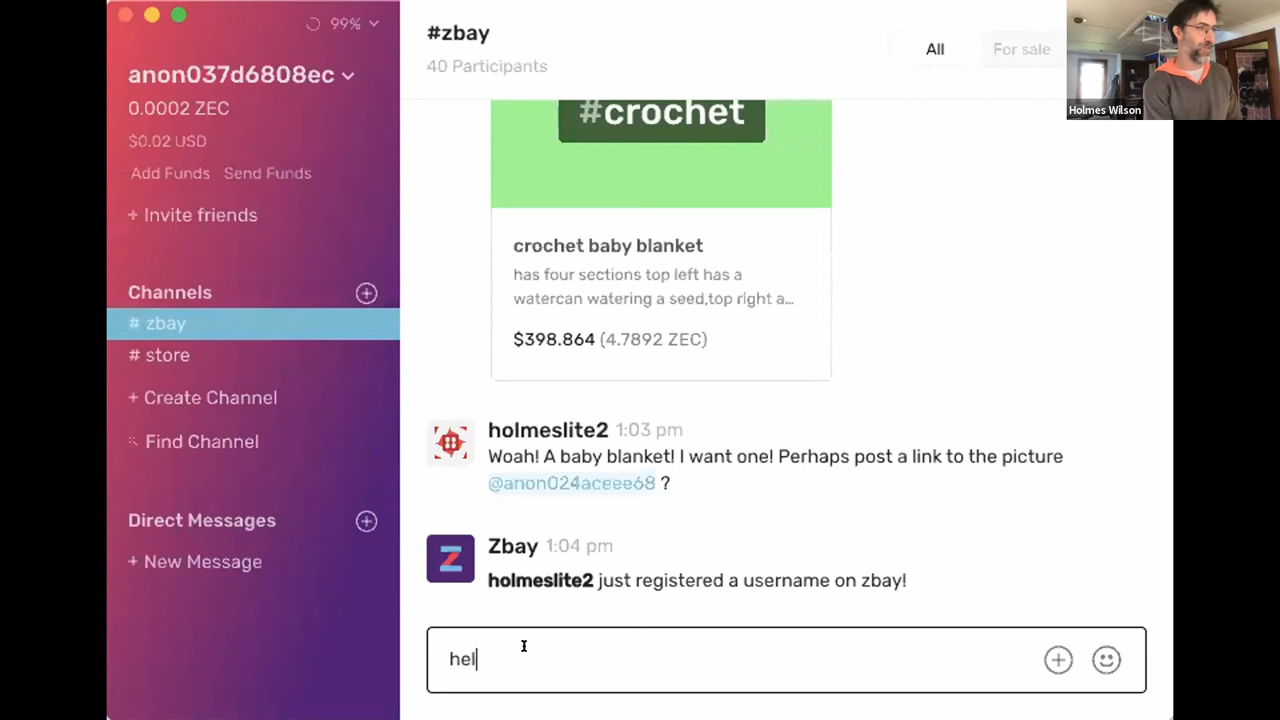 99%
anon037d6808ec
0.0002 ZEC
$0.02 USD
Add Funds Send Funds
+ Invite friends
Channels
# zbay
# store
+ Create Channel
Find Channel
Direct Messages
+ New Message
#zbay
40 Participants
All For sale
#crochet
crochet baby blanket
has four sections top left has a
watercan watering a seed,top right a...
$398.864 (4.7892 ZEC)
holmeslite2 1:03 pm
Woah! A baby blanket! I want one! Perhaps post a link to the picture
@anon024aceee68 ?
Zbay 1:04 pm
holmeslite2 just registered a username on zbay!
hel
Holmes Wilson